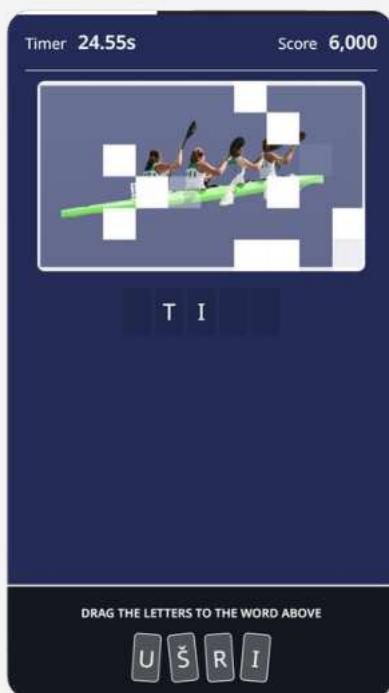 Timer 24.55s Score 6,000
T I
DRAG THE LETTERS TO THE WORD ABOVE
U Š R I